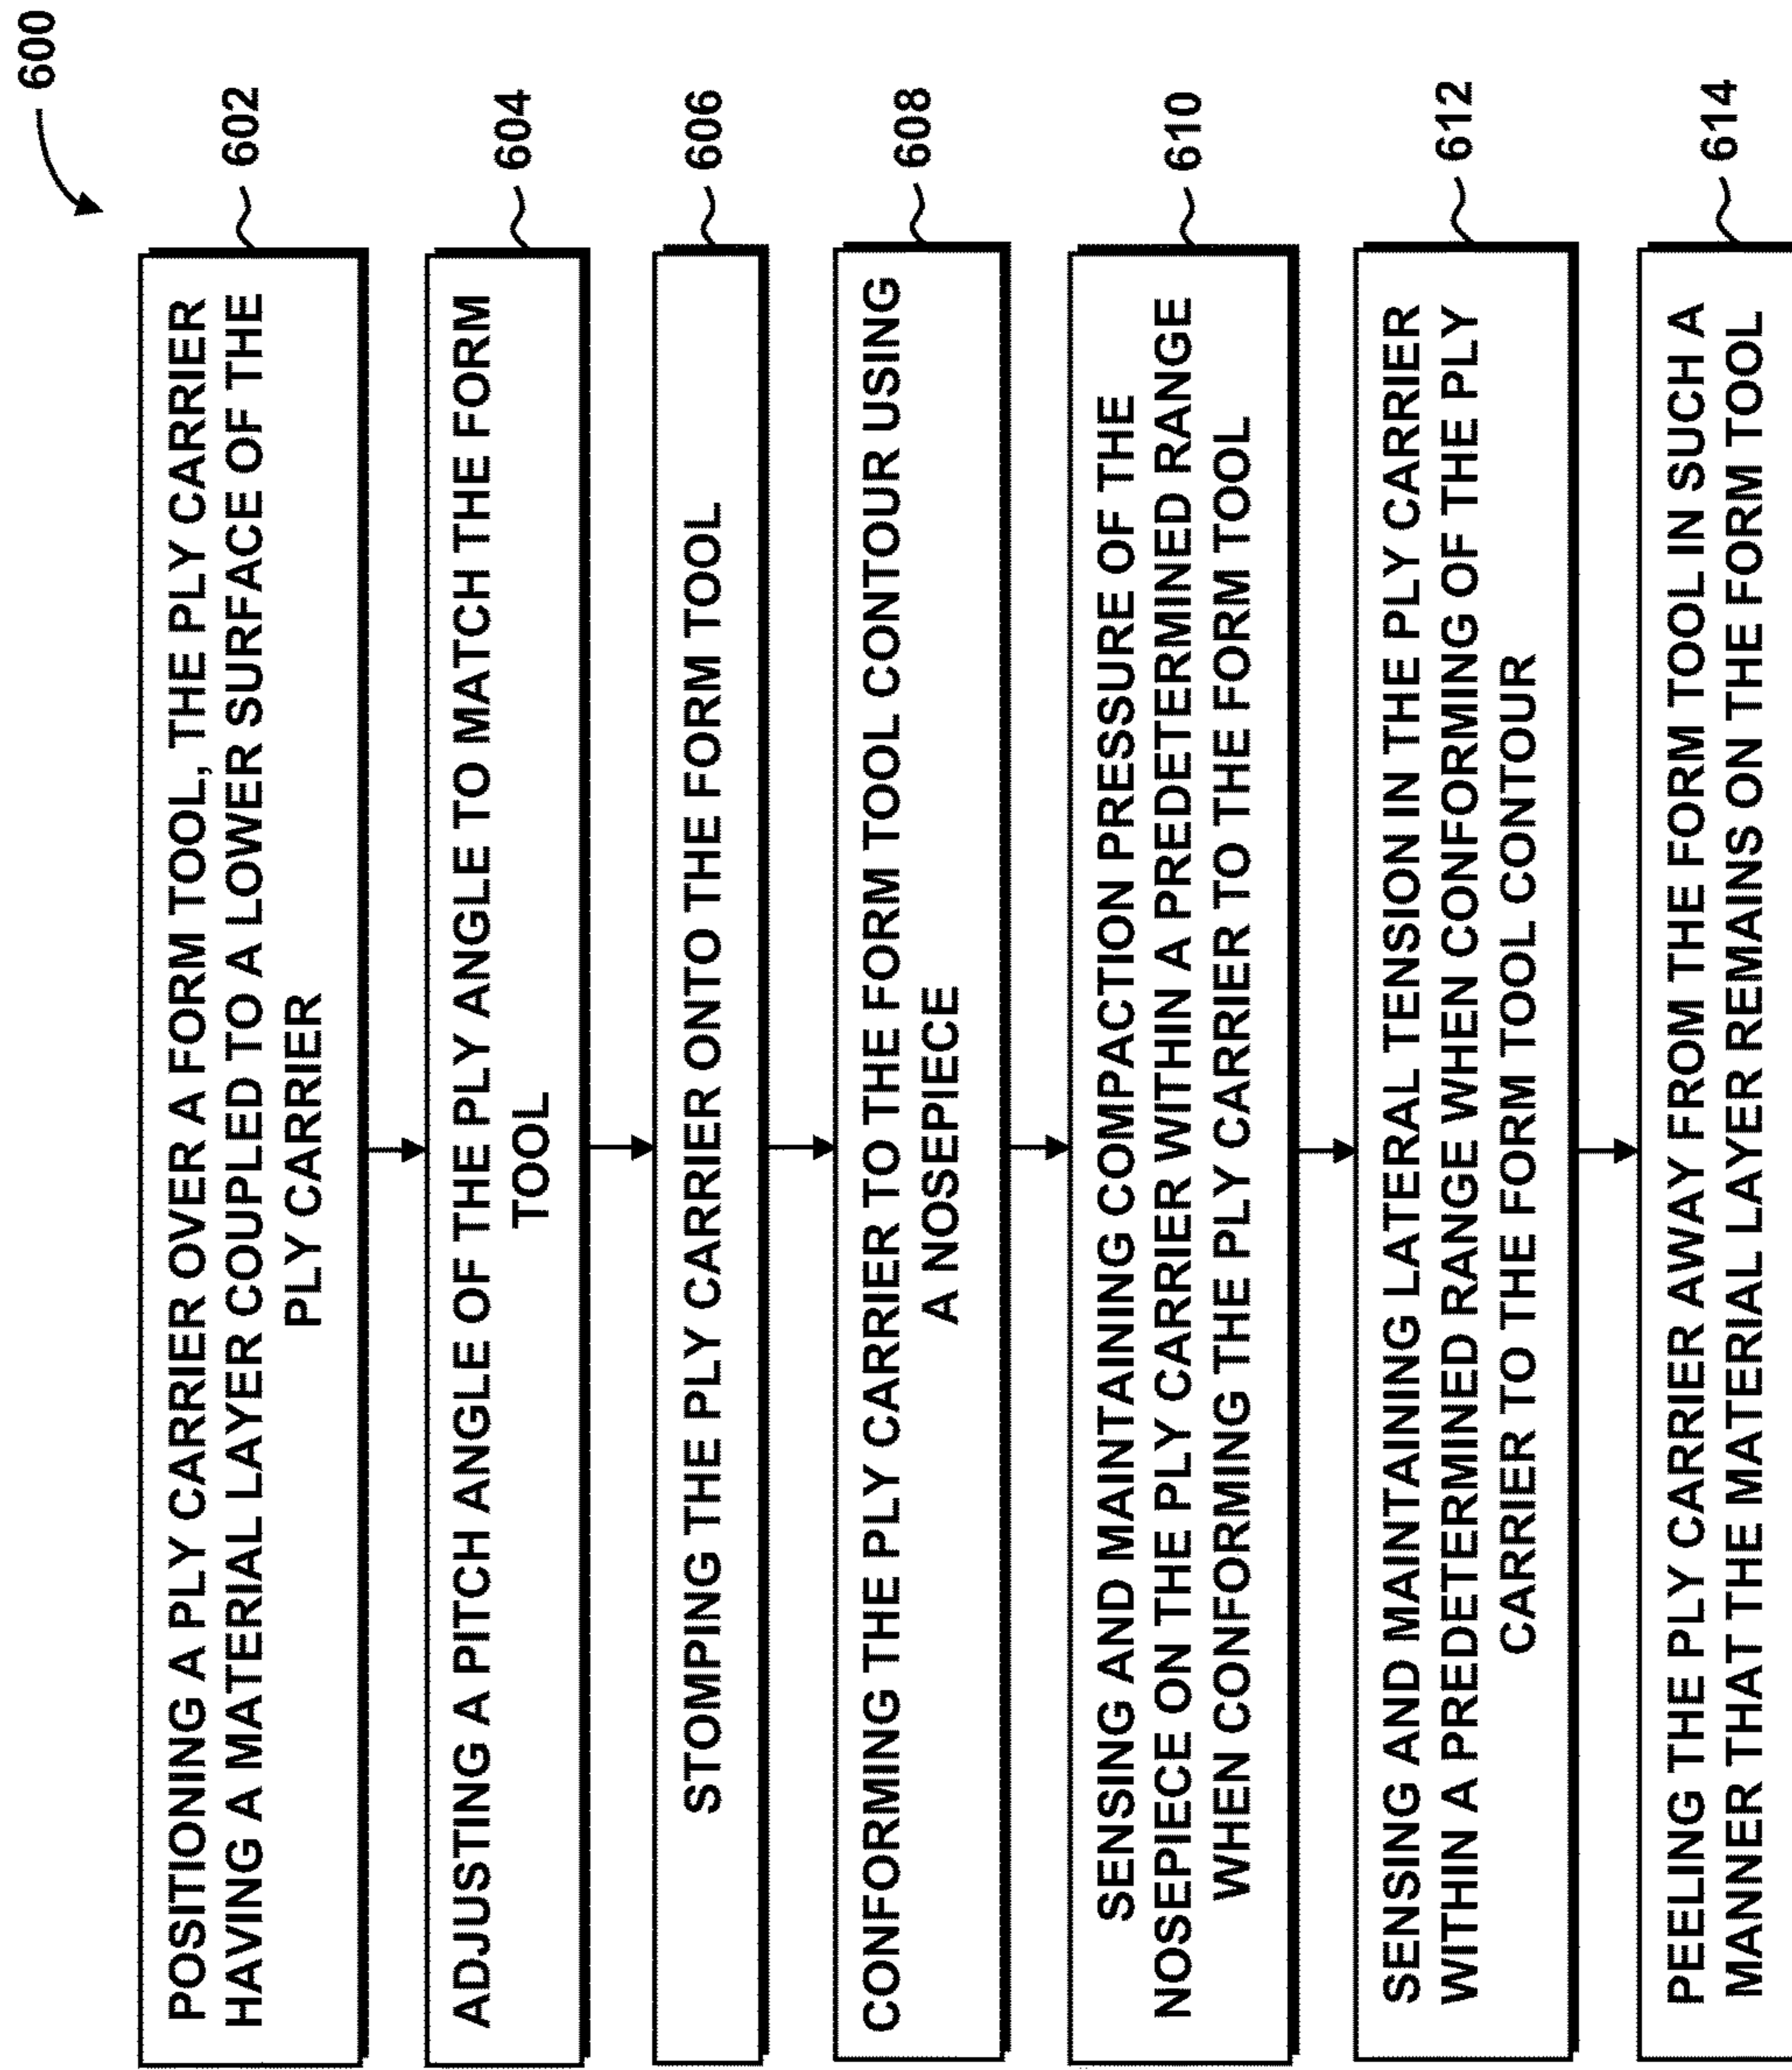 600
POSITIONING A PLY CARRIER OVER A FORM TOOL, THE PLY CARRIER
HAVING A MATERIAL LAYER COUPLED TO A LOWER SURFACE OF THE
PLY CARRIER
602
ADJUSTING A PITCH ANGLE OF THE PLY ANGLE TO MATCH THE FORM
TOOL
604
STOMPING THE PLY CARRIER ONTO THE FORM TOOL
606
CONFORMING THE PLY CARRIER TO THE FORM TOOL CONTOUR USING
A NOSEPIECE
608
SENSING AND MAINTAINING COMPACTION PRESSURE OF THE
NOSEPIECE ON THE PLY CARRIER WITHIN A PREDETERMINED RANGE
WHEN CONFORMING THE PLY CARRIER TO THE FORM TOOL
610
SENSING AND MAINTAINING LATERAL TENSION IN THE PLY CARRIER
WITHIN A PREDETERMINED RANGE WHEN CONFORMING OF THE PLY
CARRIER TO THE FORM TOOL CONTOUR
612
PEELING THE PLY CARRIER AWAY FROM THE FORM TOOL IN SUCH A
MANNER THAT THE MATERIAL LAYER REMAINS ON THE FORM TOOL
614